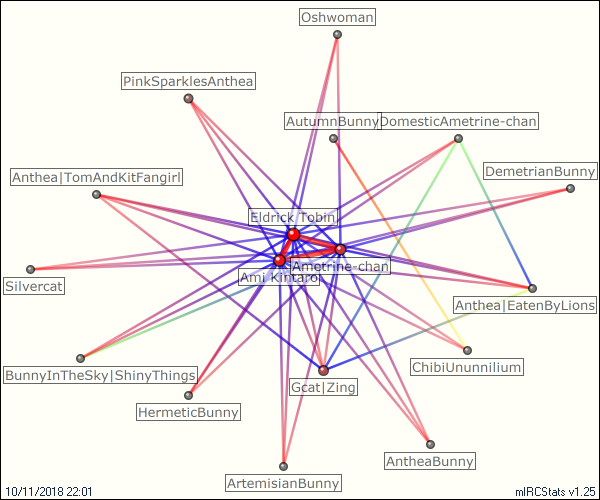 Oshwoman
PinkSparklesAnthea
AutumnBunny
DomesticAmetrine-chan
Anthea|TomAndKitFangirl
DemetrianBunny
Eldrick Tobin
Ametrine-chan
Ami Kintaro
Silvercat
Anthea|EatenByLions
ChibiUnunnilium
BunnyInTheSky|ShinyThings
Gcat|Zing
HermeticBunny
AntheaBunny
ArtemisianBunny
10/11/2018 22:01
mIRCStats v1.25